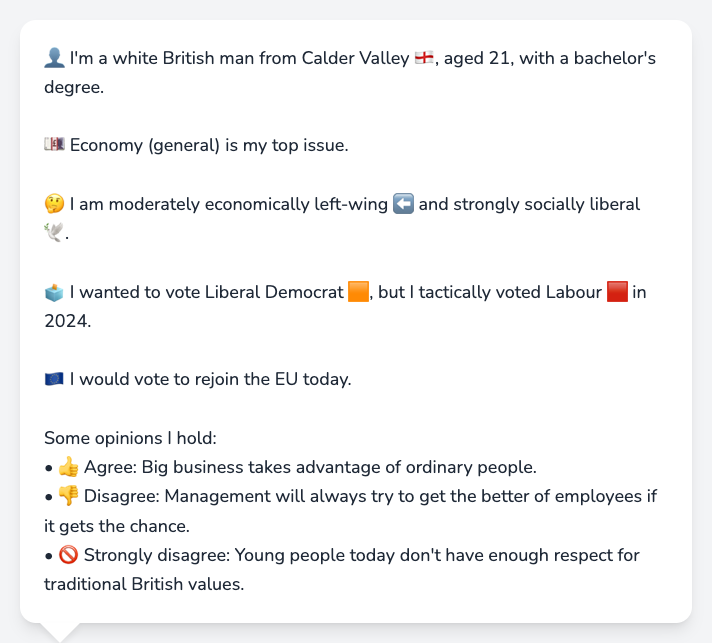 👤 I'm a white British man from Calder Valley 🏴󠁧󠁢󠁥󠁮󠁧󠁿, aged 21, with a bachelor's
degree.
💷 Economy (general) is my top issue.
🤔 I am moderately economically left-wing ⬅️ and strongly socially liberal
🕊️.
🗳️ I wanted to vote Liberal Democrat 🟧, but I tactically voted Labour 🟥 in
2024.
🇪🇺 I would vote to rejoin the EU today.
Some opinions I hold:
• 👍 Agree: Big business takes advantage of ordinary people.
• 👎 Disagree: Management will always try to get the better of employees if
it gets the chance.
• 🚫 Strongly disagree: Young people today don't have enough respect for
traditional British values.